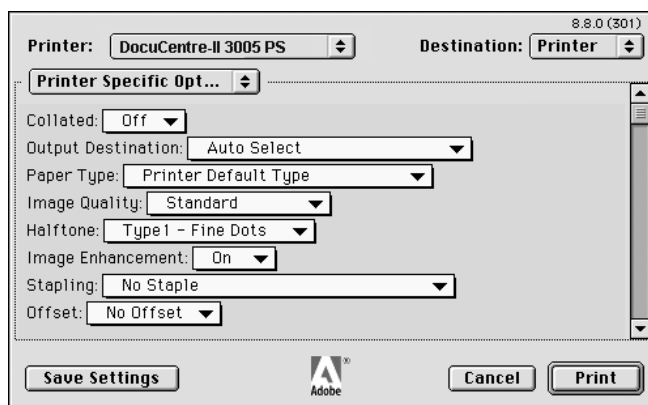 8.8.0 (301)
Printer: DocuCentre-II 3005 PS Destination: Printer
Printer Specific Opt...
Collated: Off
Output Destination: Auto Select
Paper Type: Printer Default Type
Image Quality: Standard
Halftone: Type1 - Fine Dots
Image Enhancement: On
Stapling: No Staple
Offset: No Offset
Save Settings Adobe® Cancel Print